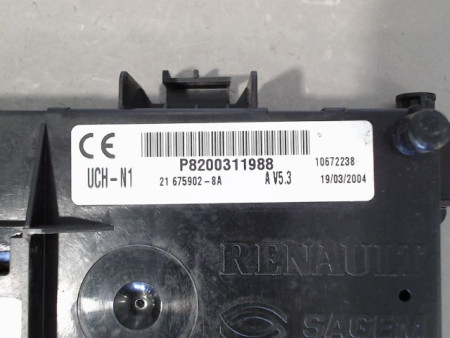 CE
P8200311988 10672238
UCH-N1 21 675902-8A A V5.3 19/03/2004
RENAULT
SAGEM